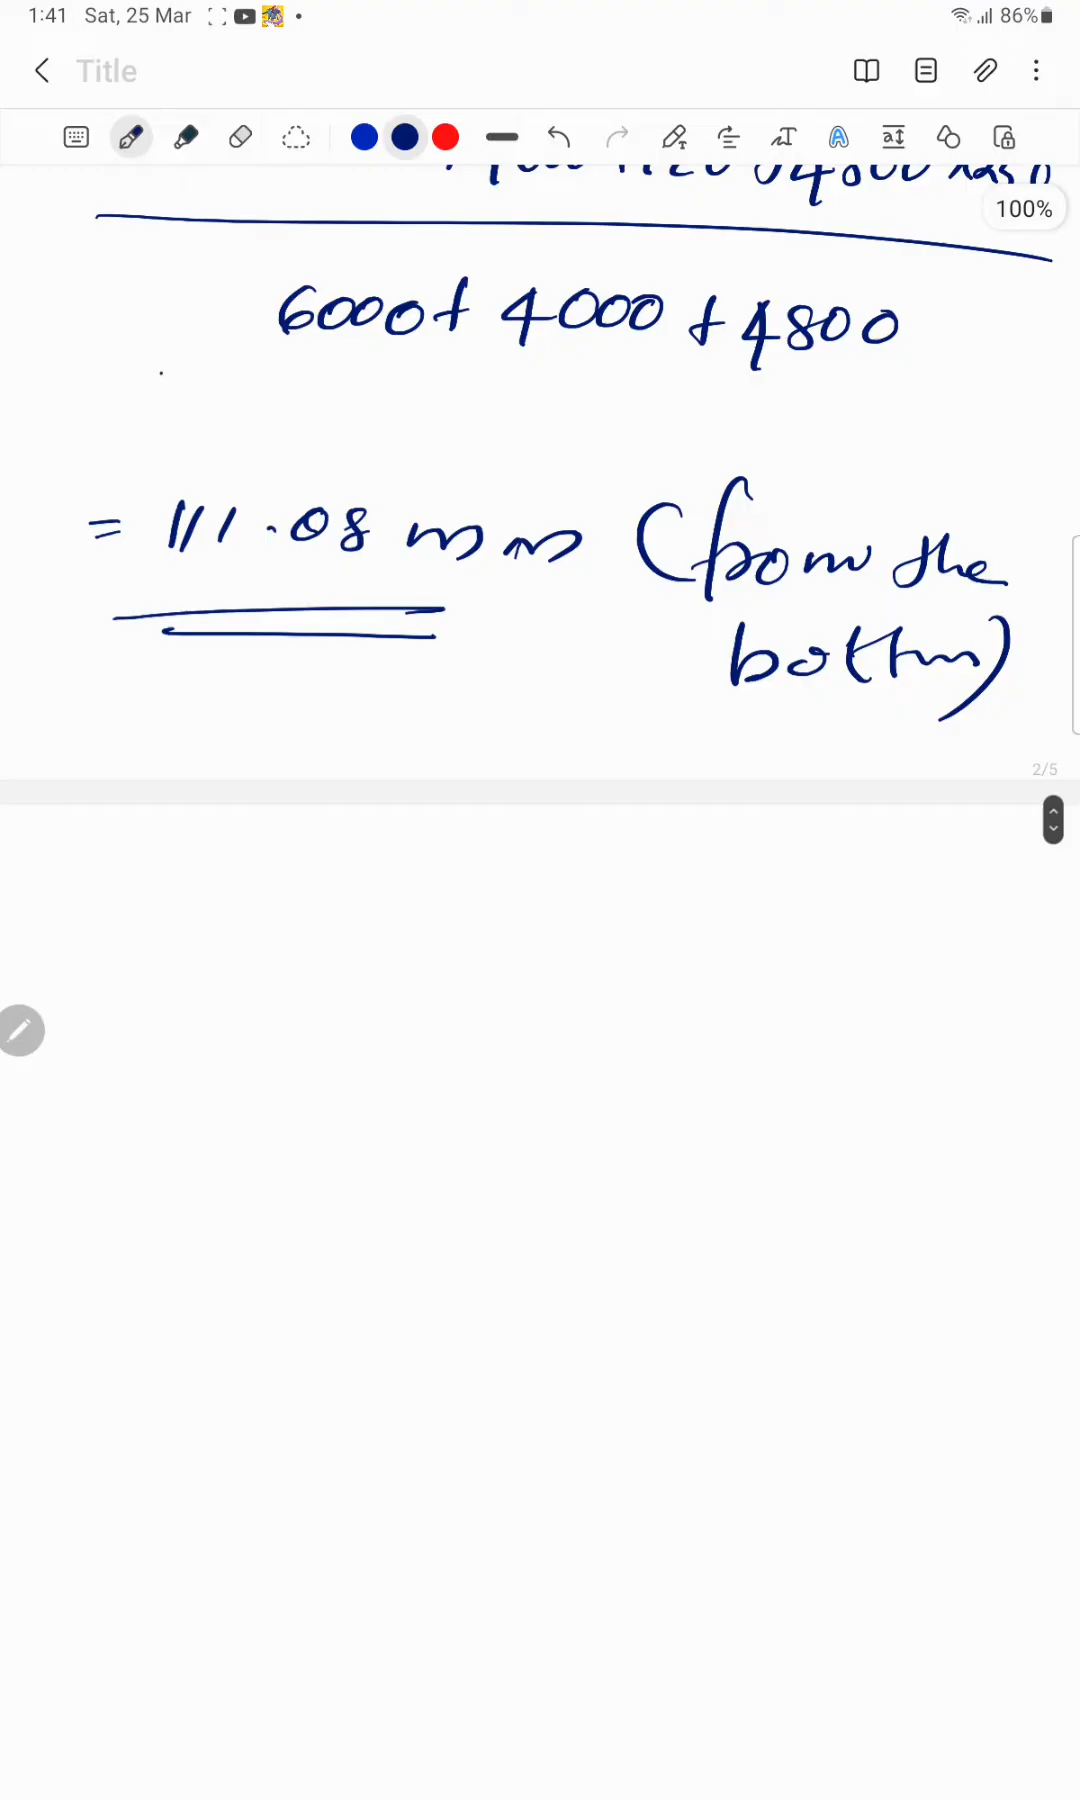 1:41 Sat, 25 Mar
86%
Title
100%
6000 + 4000 + 4800
= 111.08 mm (from the
bottom)
2/5